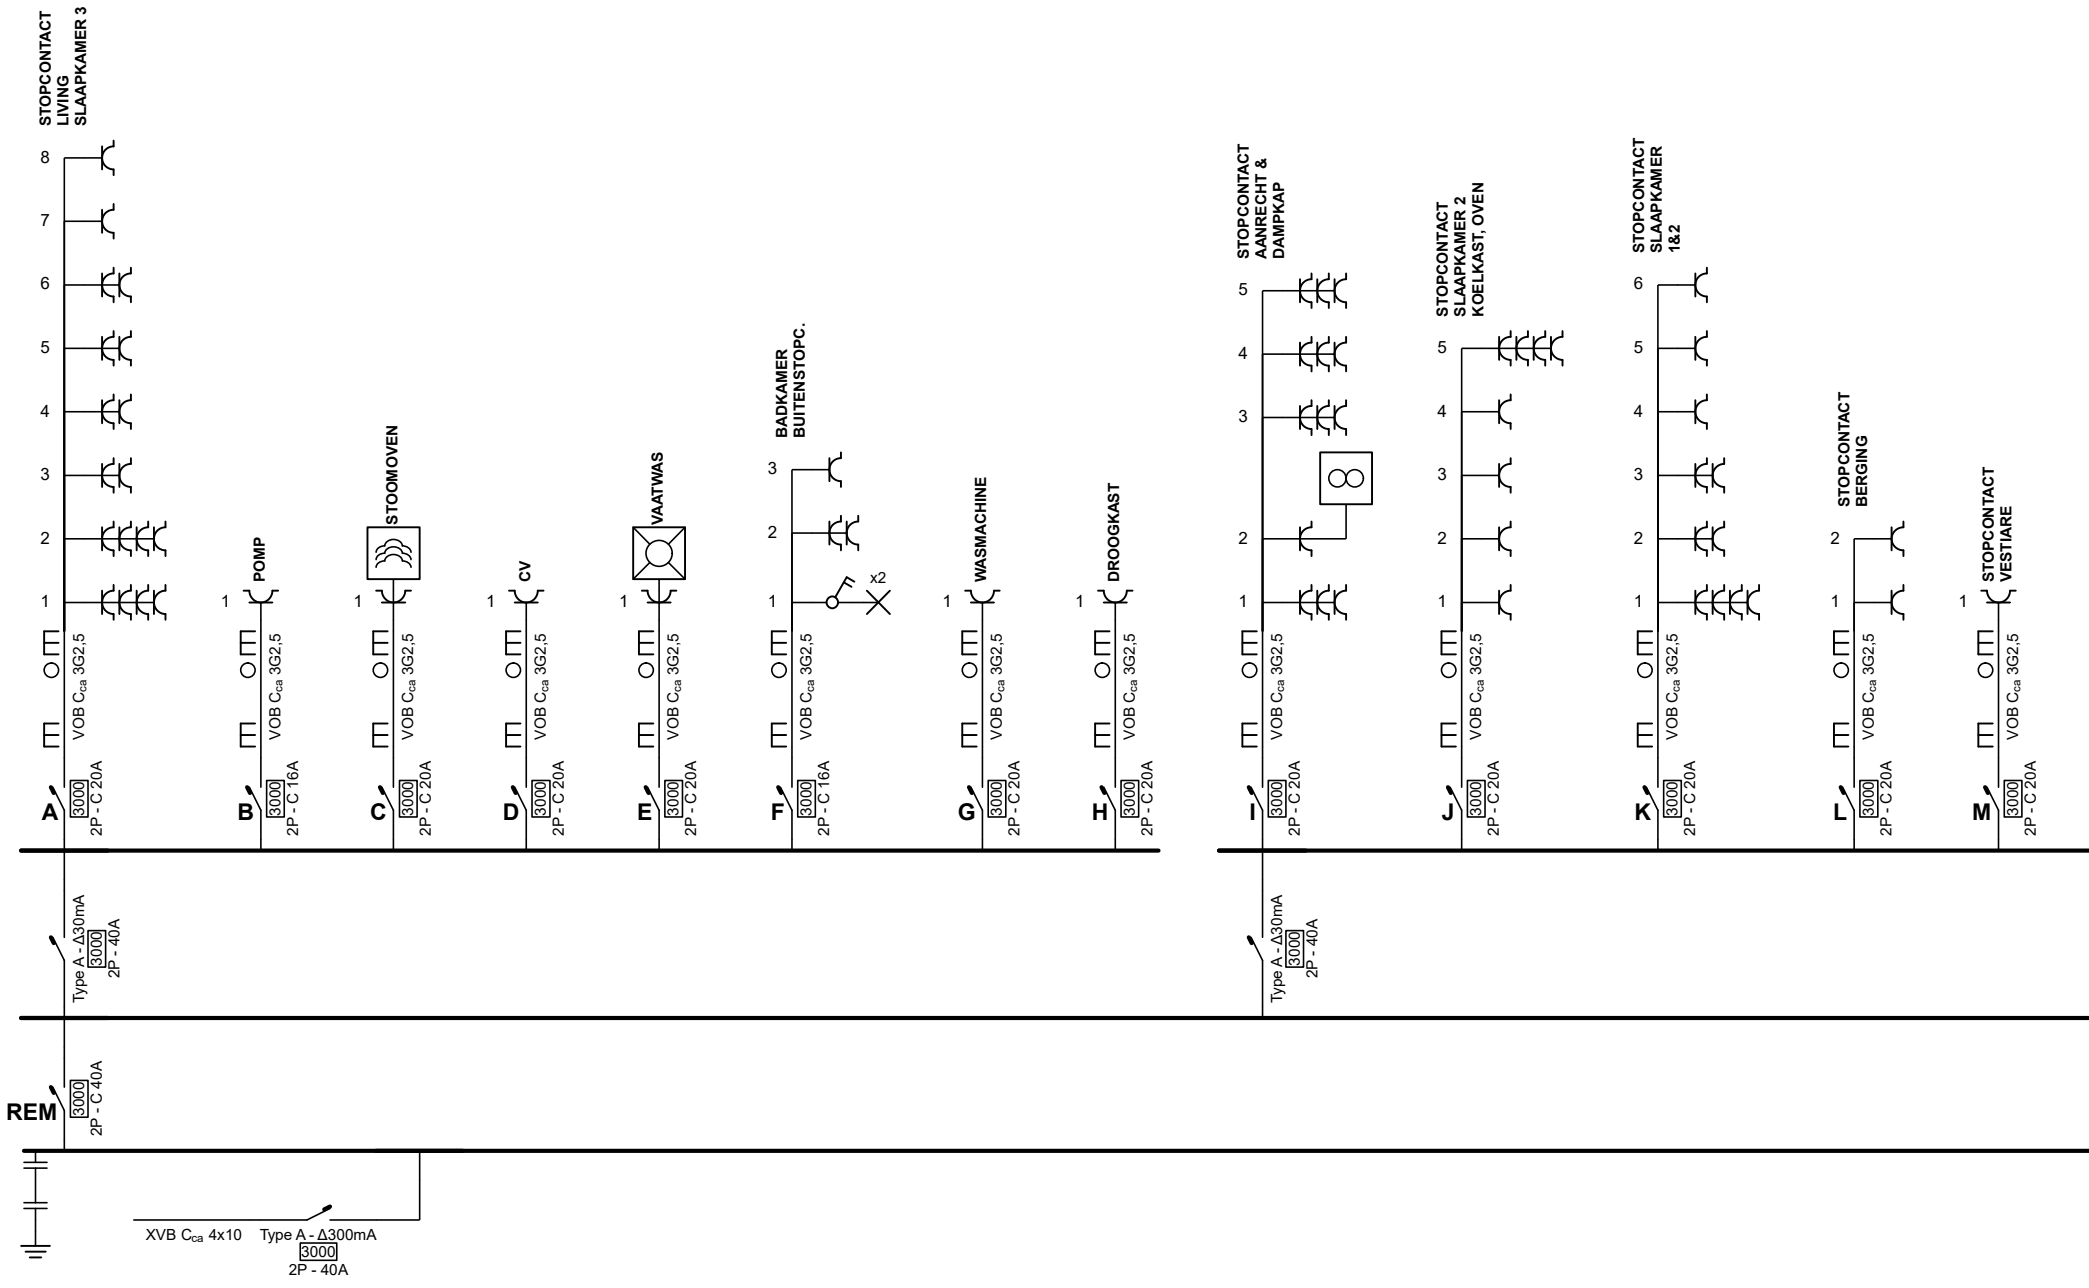 STOPCONTACT
LIVING
SLAAPKAMER 3
8
7
6
5
4
3
2
1
VOB Cca 3G2,5
A
3000
2P - C 20A
POMP
1
VOB Cca 3G2,5
B
3000
2P - C 16A
STOOMOVEN
1
VOB Cca 3G2,5
C
3000
2P - C 20A
CV
1
VOB Cca 3G2,5
D
3000
2P - C 20A
VAATWAS
1
VOB Cca 3G2,5
E
3000
2P - C 20A
BADKAMER
BUITENSTOPC.
3
2
1
x2
VOB Cca 3G2,5
F
3000
2P - C 16A
WASMACHINE
1
VOB Cca 3G2,5
G
3000
2P - C 20A
DROOGKAST
1
VOB Cca 3G2,5
H
3000
2P - C 20A
STOPCONTACT
AANRECHT &
DAMPKAP
5
4
3
2
1
VOB Cca 3G2,5
I
3000
2P - C 20A
STOPCONTACT
SLAAPKAMER 2
KOELKAST, OVEN
5
4
3
2
1
VOB Cca 3G2,5
J
3000
2P - C 20A
STOPCONTACT
SLAAPKAMER
1&2
6
5
4
3
2
1
VOB Cca 3G2,5
K
3000
2P - C 20A
STOPCONTACT
BERGING
2
1
VOB Cca 3G2,5
L
3000
2P - C 20A
STOPCONTACT
VESTIARE
1
VOB Cca 3G2,5
M
3000
2P - C 20A
Type A - Δ30mA
3000
2P - 40A
Type A - Δ30mA
3000
2P - 40A
REM
3000
2P - C 40A
XVB Cca 4x10
Type A - Δ300mA
3000
2P - 40A